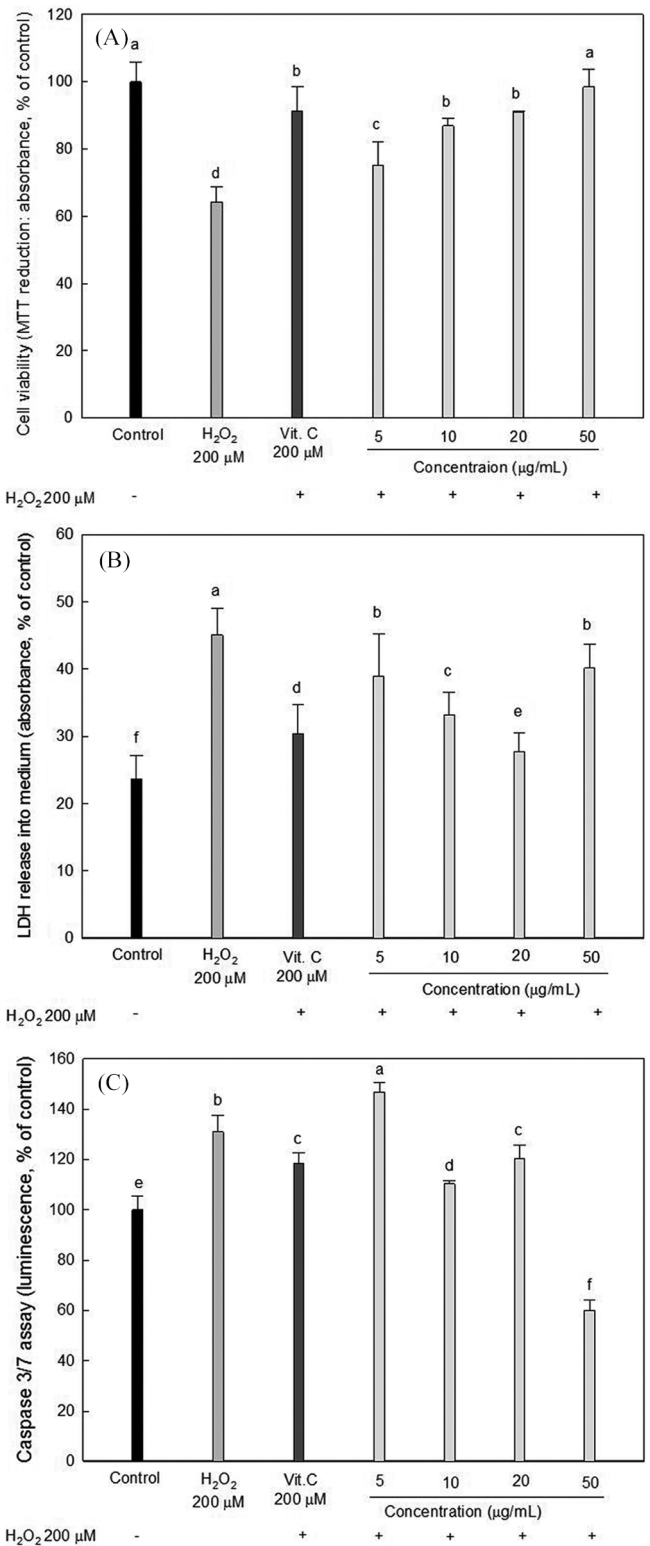 (A)
Cell viability (MTT reduction: absorbance, % of control)
120
100
80
60
40
20
0
a
d
b
c
b
b
a
Control
H₂O₂
200 μM
Vit. C
200 μM
5 10 20 50
Concentraion (μg/mL)
H₂O₂ 200 μM - + + + + +
(B)
LDH release into medium (absorbance, % of control)
60
50
40
30
20
10
0
f
a
d
b
c
e
b
Control
H₂O₂
200 μM
Vit. C
200 μM
5 10 20 50
Concentration (μg/mL)
H₂O₂ 200 μM - + + + + +
(C)
Caspase 3/7 assay (luminescence, % of control)
160
140
120
100
80
60
40
20
0
e
b
c
a
d
c
f
Control
H₂O₂
200 μM
Vit.C
200 μM
5 10 20 50
Concentration (μg/mL)
H₂O₂ 200 μM - + + + + +